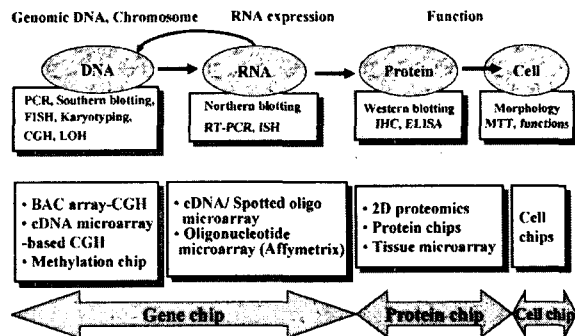 Genomic DNA, Chromosome RNA expression Function
DNA RNA Protein Cell
PCR, Southern blotting,
FISH, Karyotyping,
CGH, LOH
Northern blotting
RT-PCR, ISH
Western blotting
IHC, ELISA
Morphology
MTT, functions
• BAC array-CGH
• cDNA microarray
-based CGH
• Methylation chip
• cDNA/ Spotted oligo
microarray
• Oligonucleotide
microarray (Affymetrix)
• 2D proteomics
• Protein chips
• Tissue microarray
Cell
chips
Gene chip Protein chip Cell chip